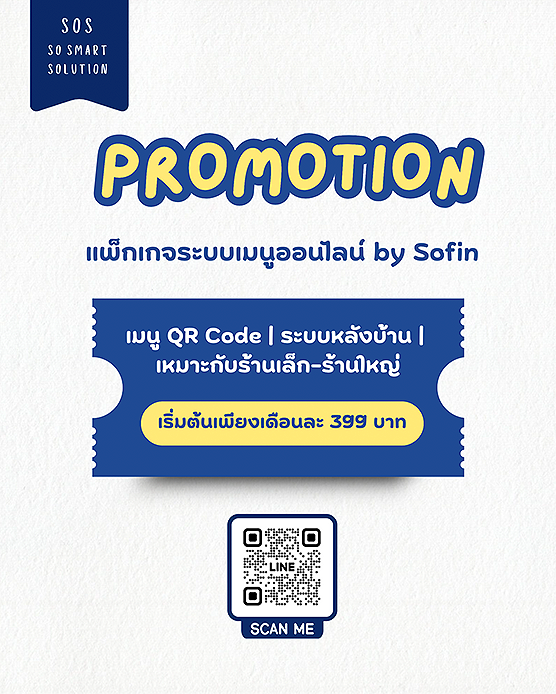 SOS
SO SMART
SOLUTION
PROMOTION
แพ็กเกจระบบเมนูออนไลน์ by Sofin
เมนู QR Code | ระบบหลังบ้าน |
เหมาะกับร้านเล็ก-ร้านใหญ่
เริ่มต้นเพียงเดือนละ 399 บาท
LINE
SCAN ME